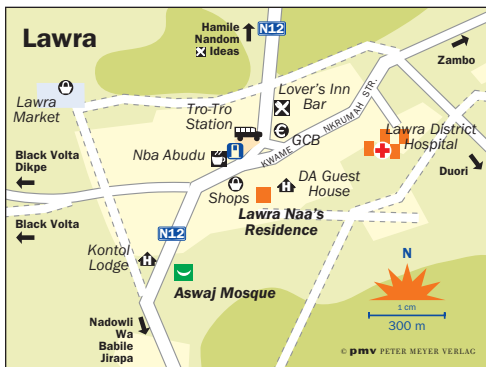 Lawra
Hamile
Nandom
Ideas
N12
Zambo
Lawra
Market
Lover's Inn
Bar
Tro-Tro
Station
GCB
KWAME NKRUMAH STR.
Lawra District
Hospital
Nba Abudu
Black Volta
Dikpe
Duori
DA Guest
House
Shops
Lawra Naa's
Residence
Black Volta
N12
Kontol
Lodge
H
H
Aswaj Mosque
N
1 cm
300 m
Nadowli
Wa
Babile
Jirapa
© pmv PETER MEYER VERLAG